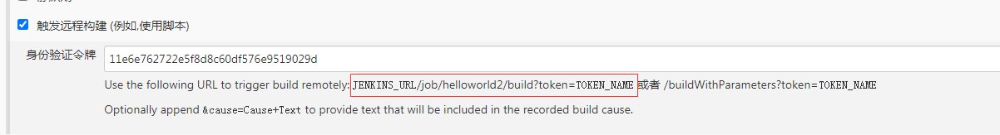 触发远程构建 (例如,使用脚本)
身份验证令牌 11e6e762722e5f8d8c60df576e9519029d
Use the following URL to trigger build remotely: JENKINS_URL/job/helloworld2/build?token=TOKEN_NAME 或者 /buildWithParameters?token=TOKEN_NAME
Optionally append &cause=Cause+Text to provide text that will be included in the recorded build cause.